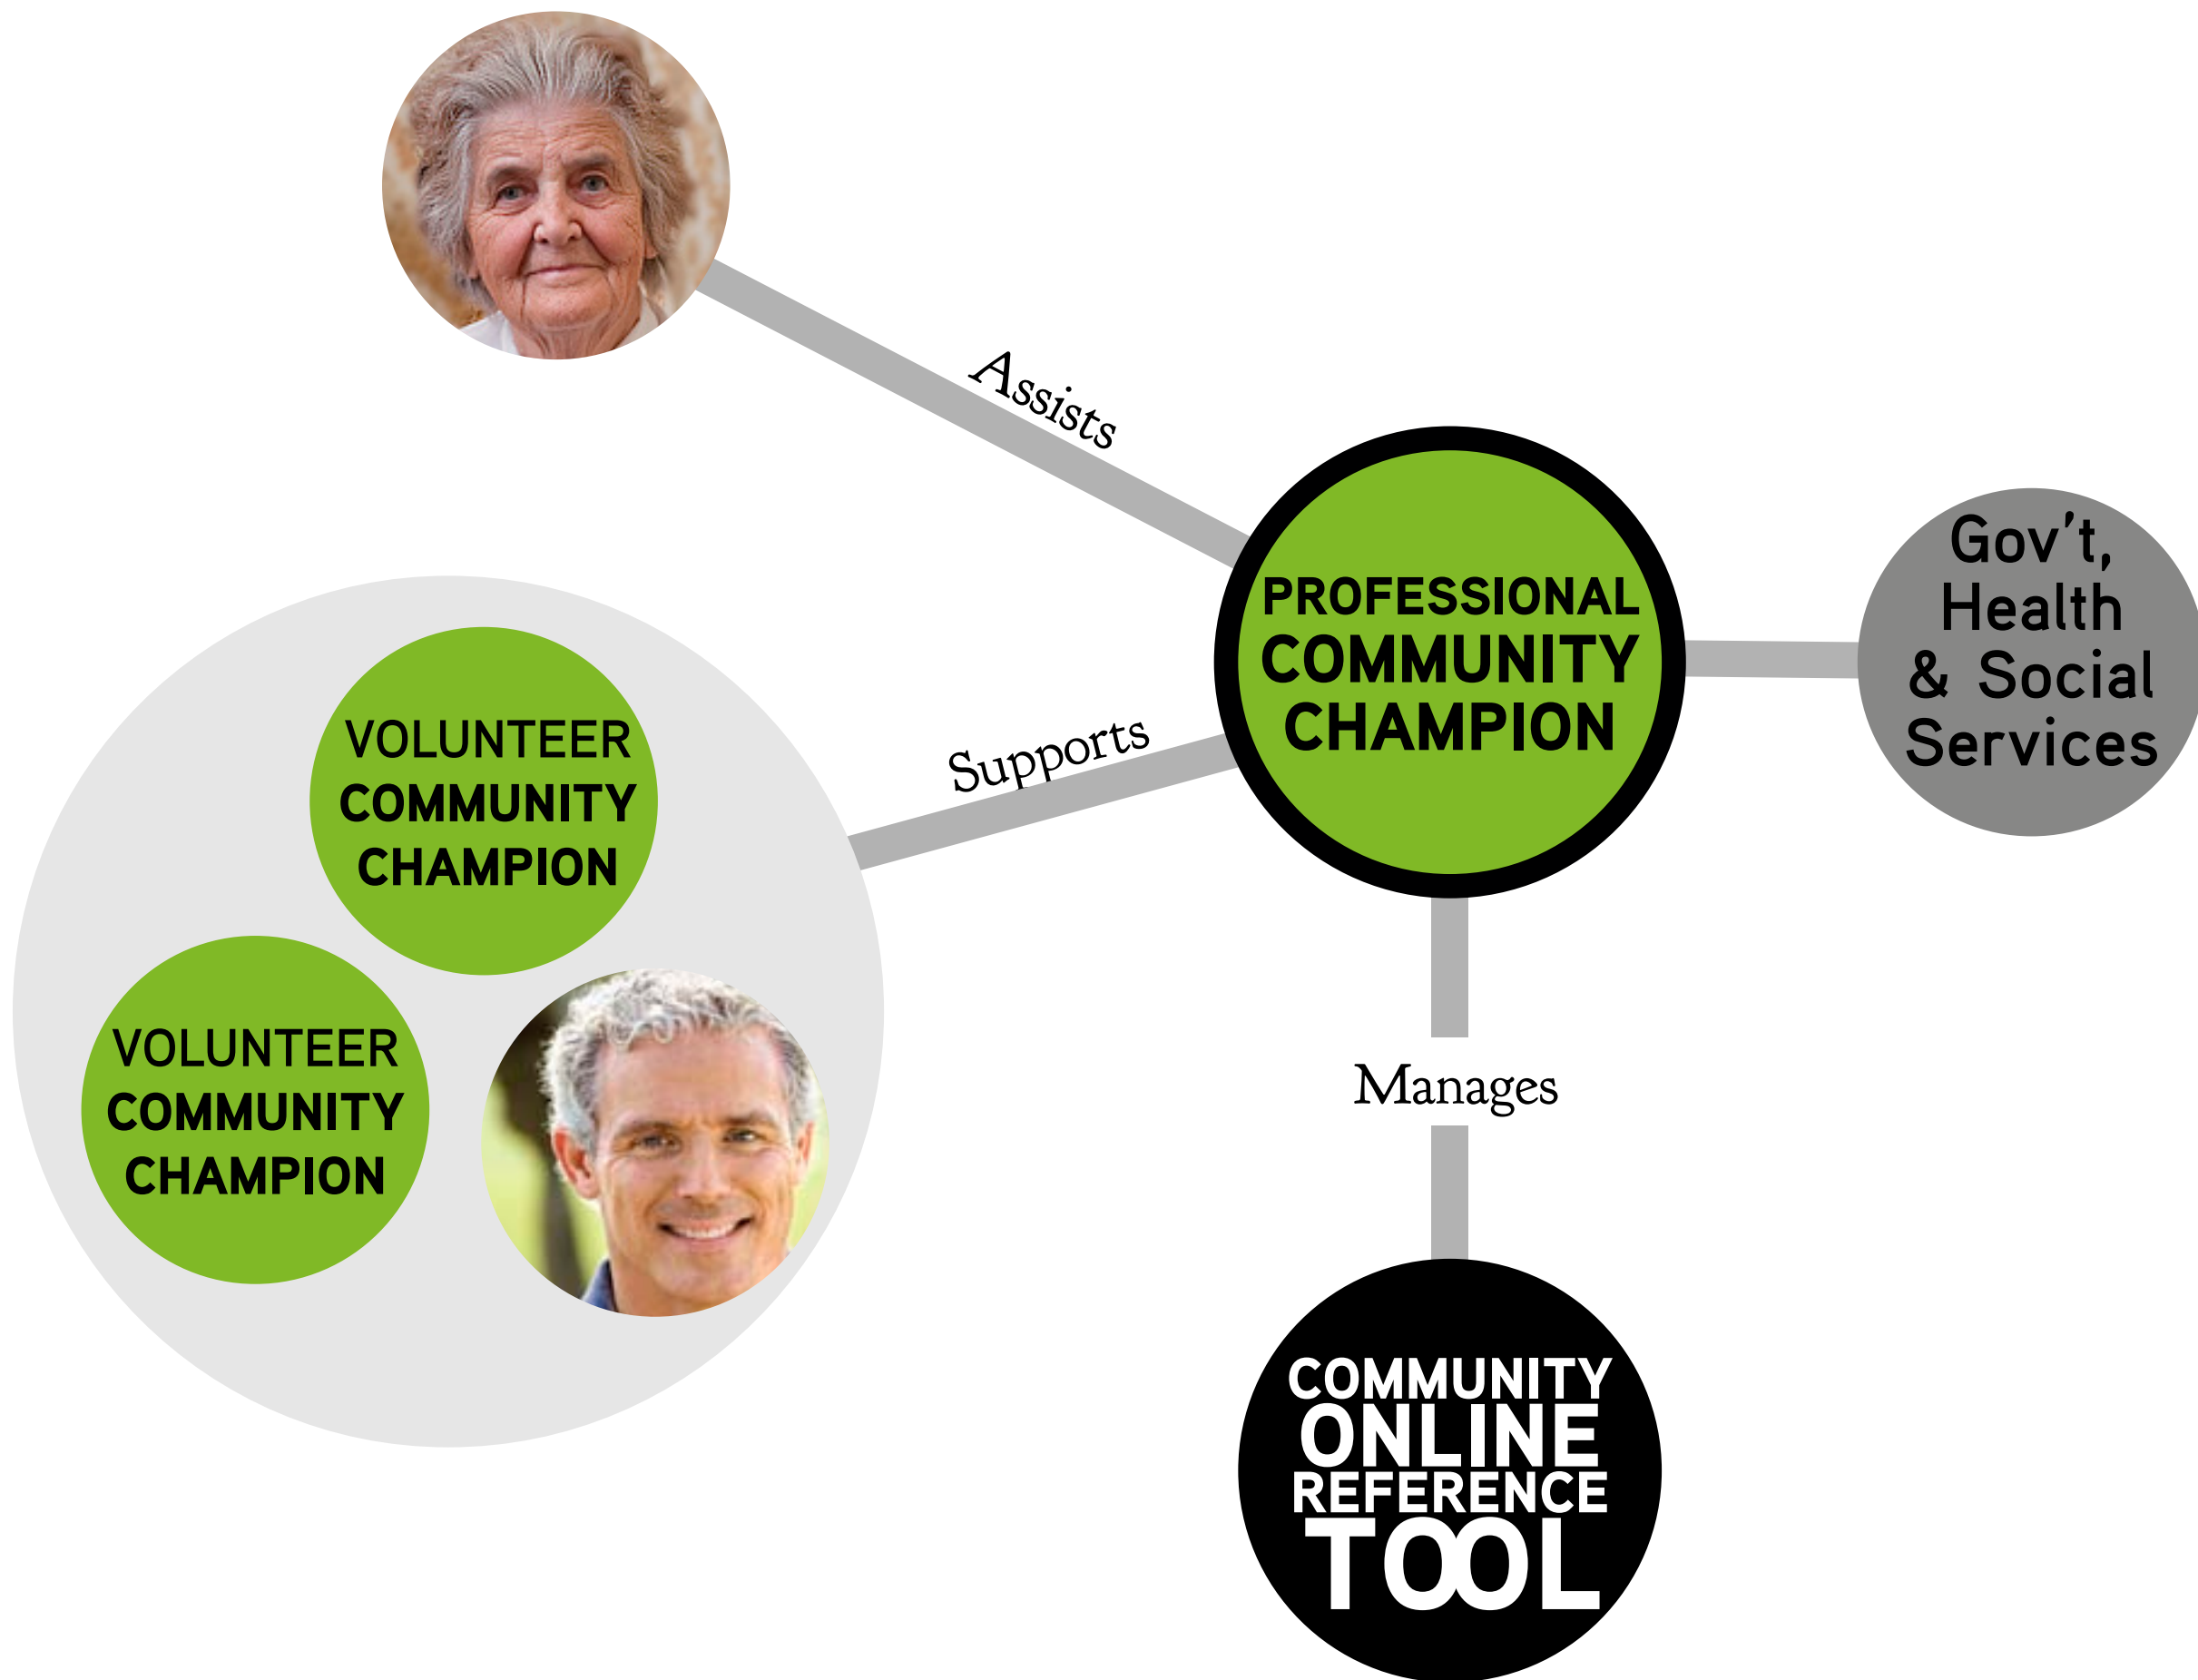 Assists
PROFESSIONAL
COMMUNITY
CHAMPION
Gov't,
Health
& Social
Services
Supports
VOLUNTEER
COMMUNITY
CHAMPION
VOLUNTEER
COMMUNITY
CHAMPION
Manages
COMMUNITY
ONLINE
REFERENCE
TOOL